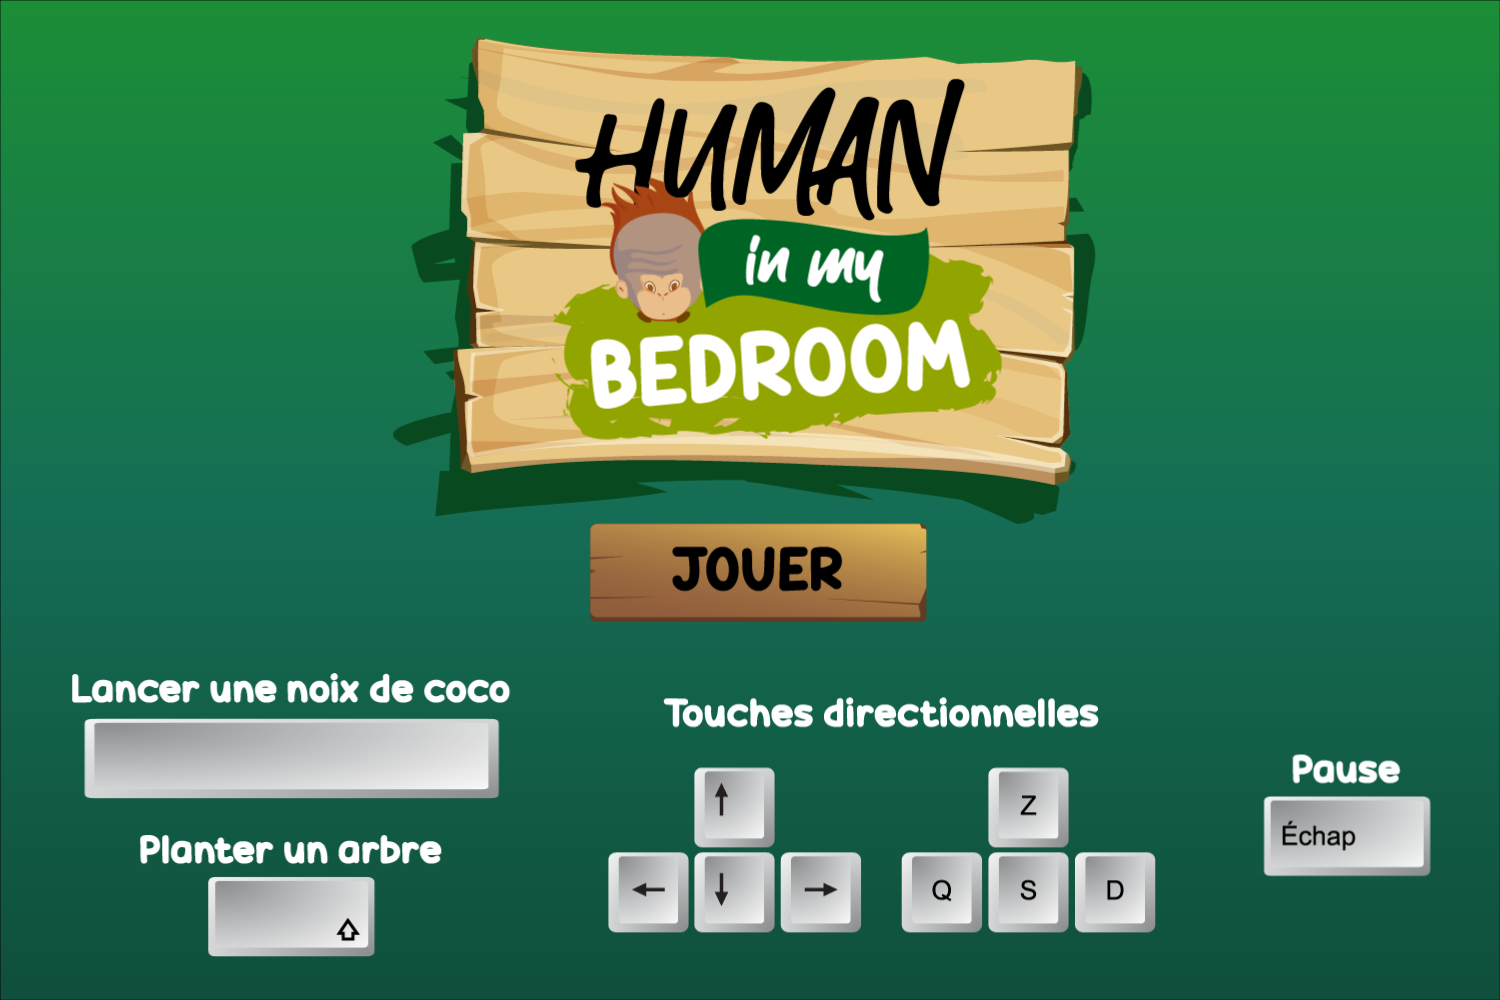 HUMAN
in my
BEDROOM
JOUER
Lancer une noix de coco
Touches directionnelles
Pause
Z
Échap
Planter un arbre
Q S D